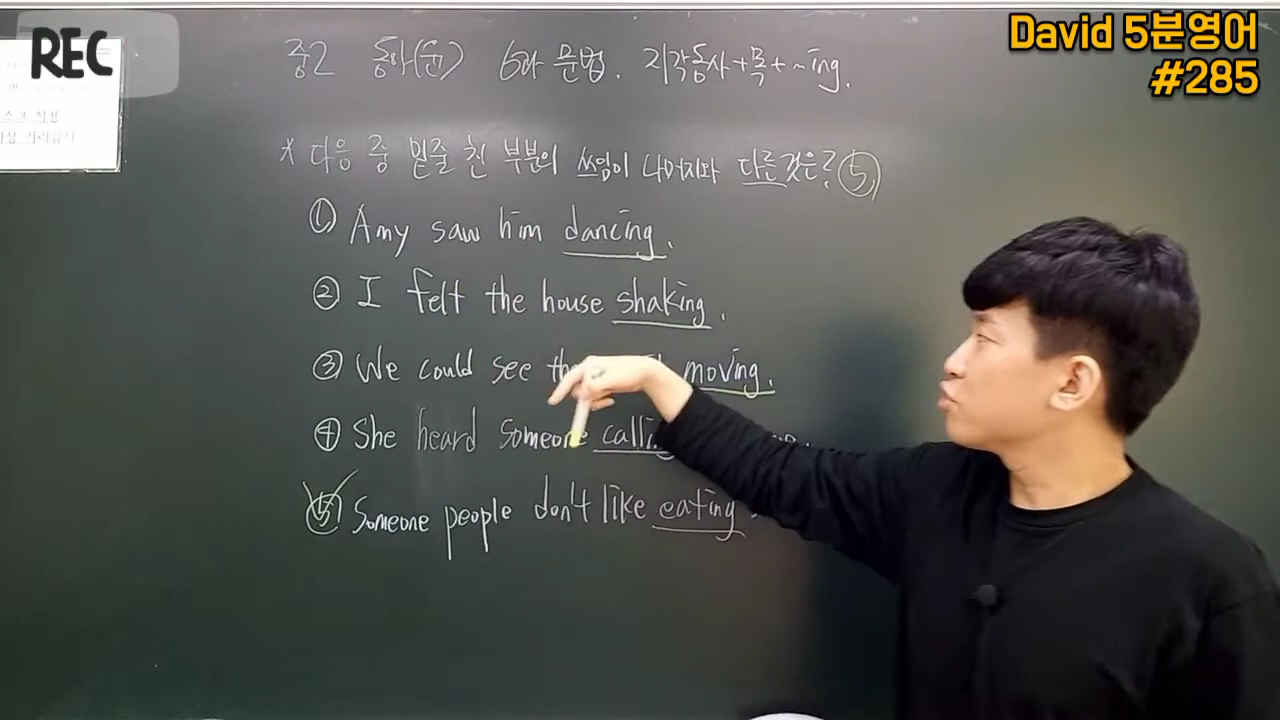 REC
David 5분영어
#285
중2 동아(윤) 6과 문법. 지각동사+목+~ing.
* 다음 중 밑줄 친 부분의 쓰임이 나머지와 다른것은? ⑤
① Amy saw him dancing.
② I felt the house shaking.
③ We could see moving.
④ She heard someone
⑤ Someone people don't like eating